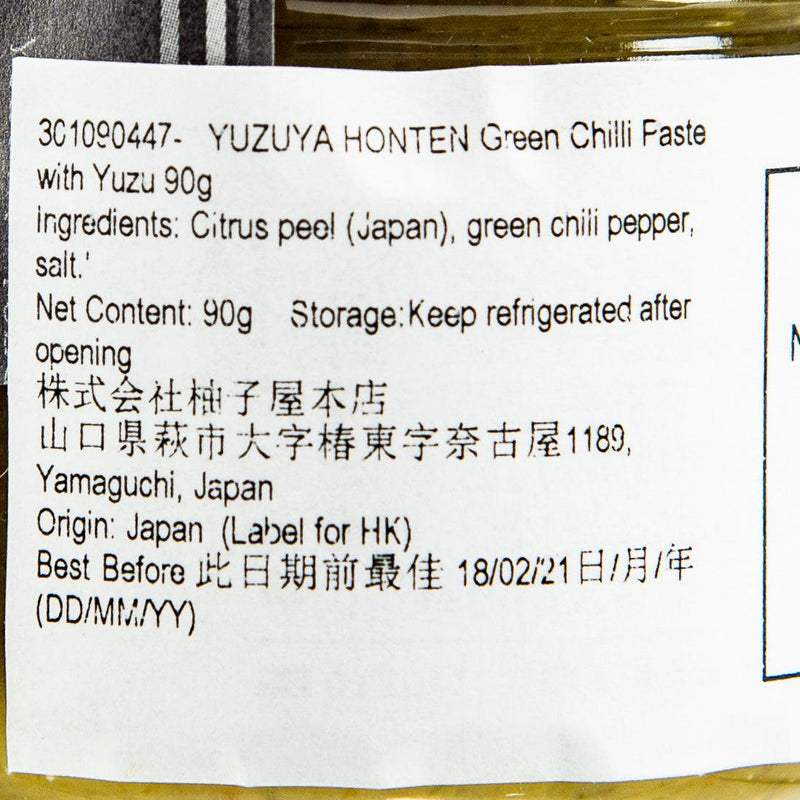 301090447- YUZUYA HONTEN Green Chilli Paste
with Yuzu 90g
ingredients: Citrus peel (Japan), green chili pepper,
salt.'
Net Content: 90g Storage:Keep refrigerated after
opening
株式会社柚子屋本店
山口県萩市大字椿東字奈古屋1189,
Yamaguchi, Japan
Origin: Japan (Label for HK)
Best Before 此日期前最佳 18/02/21日/月/年
(DD/MM/YY)